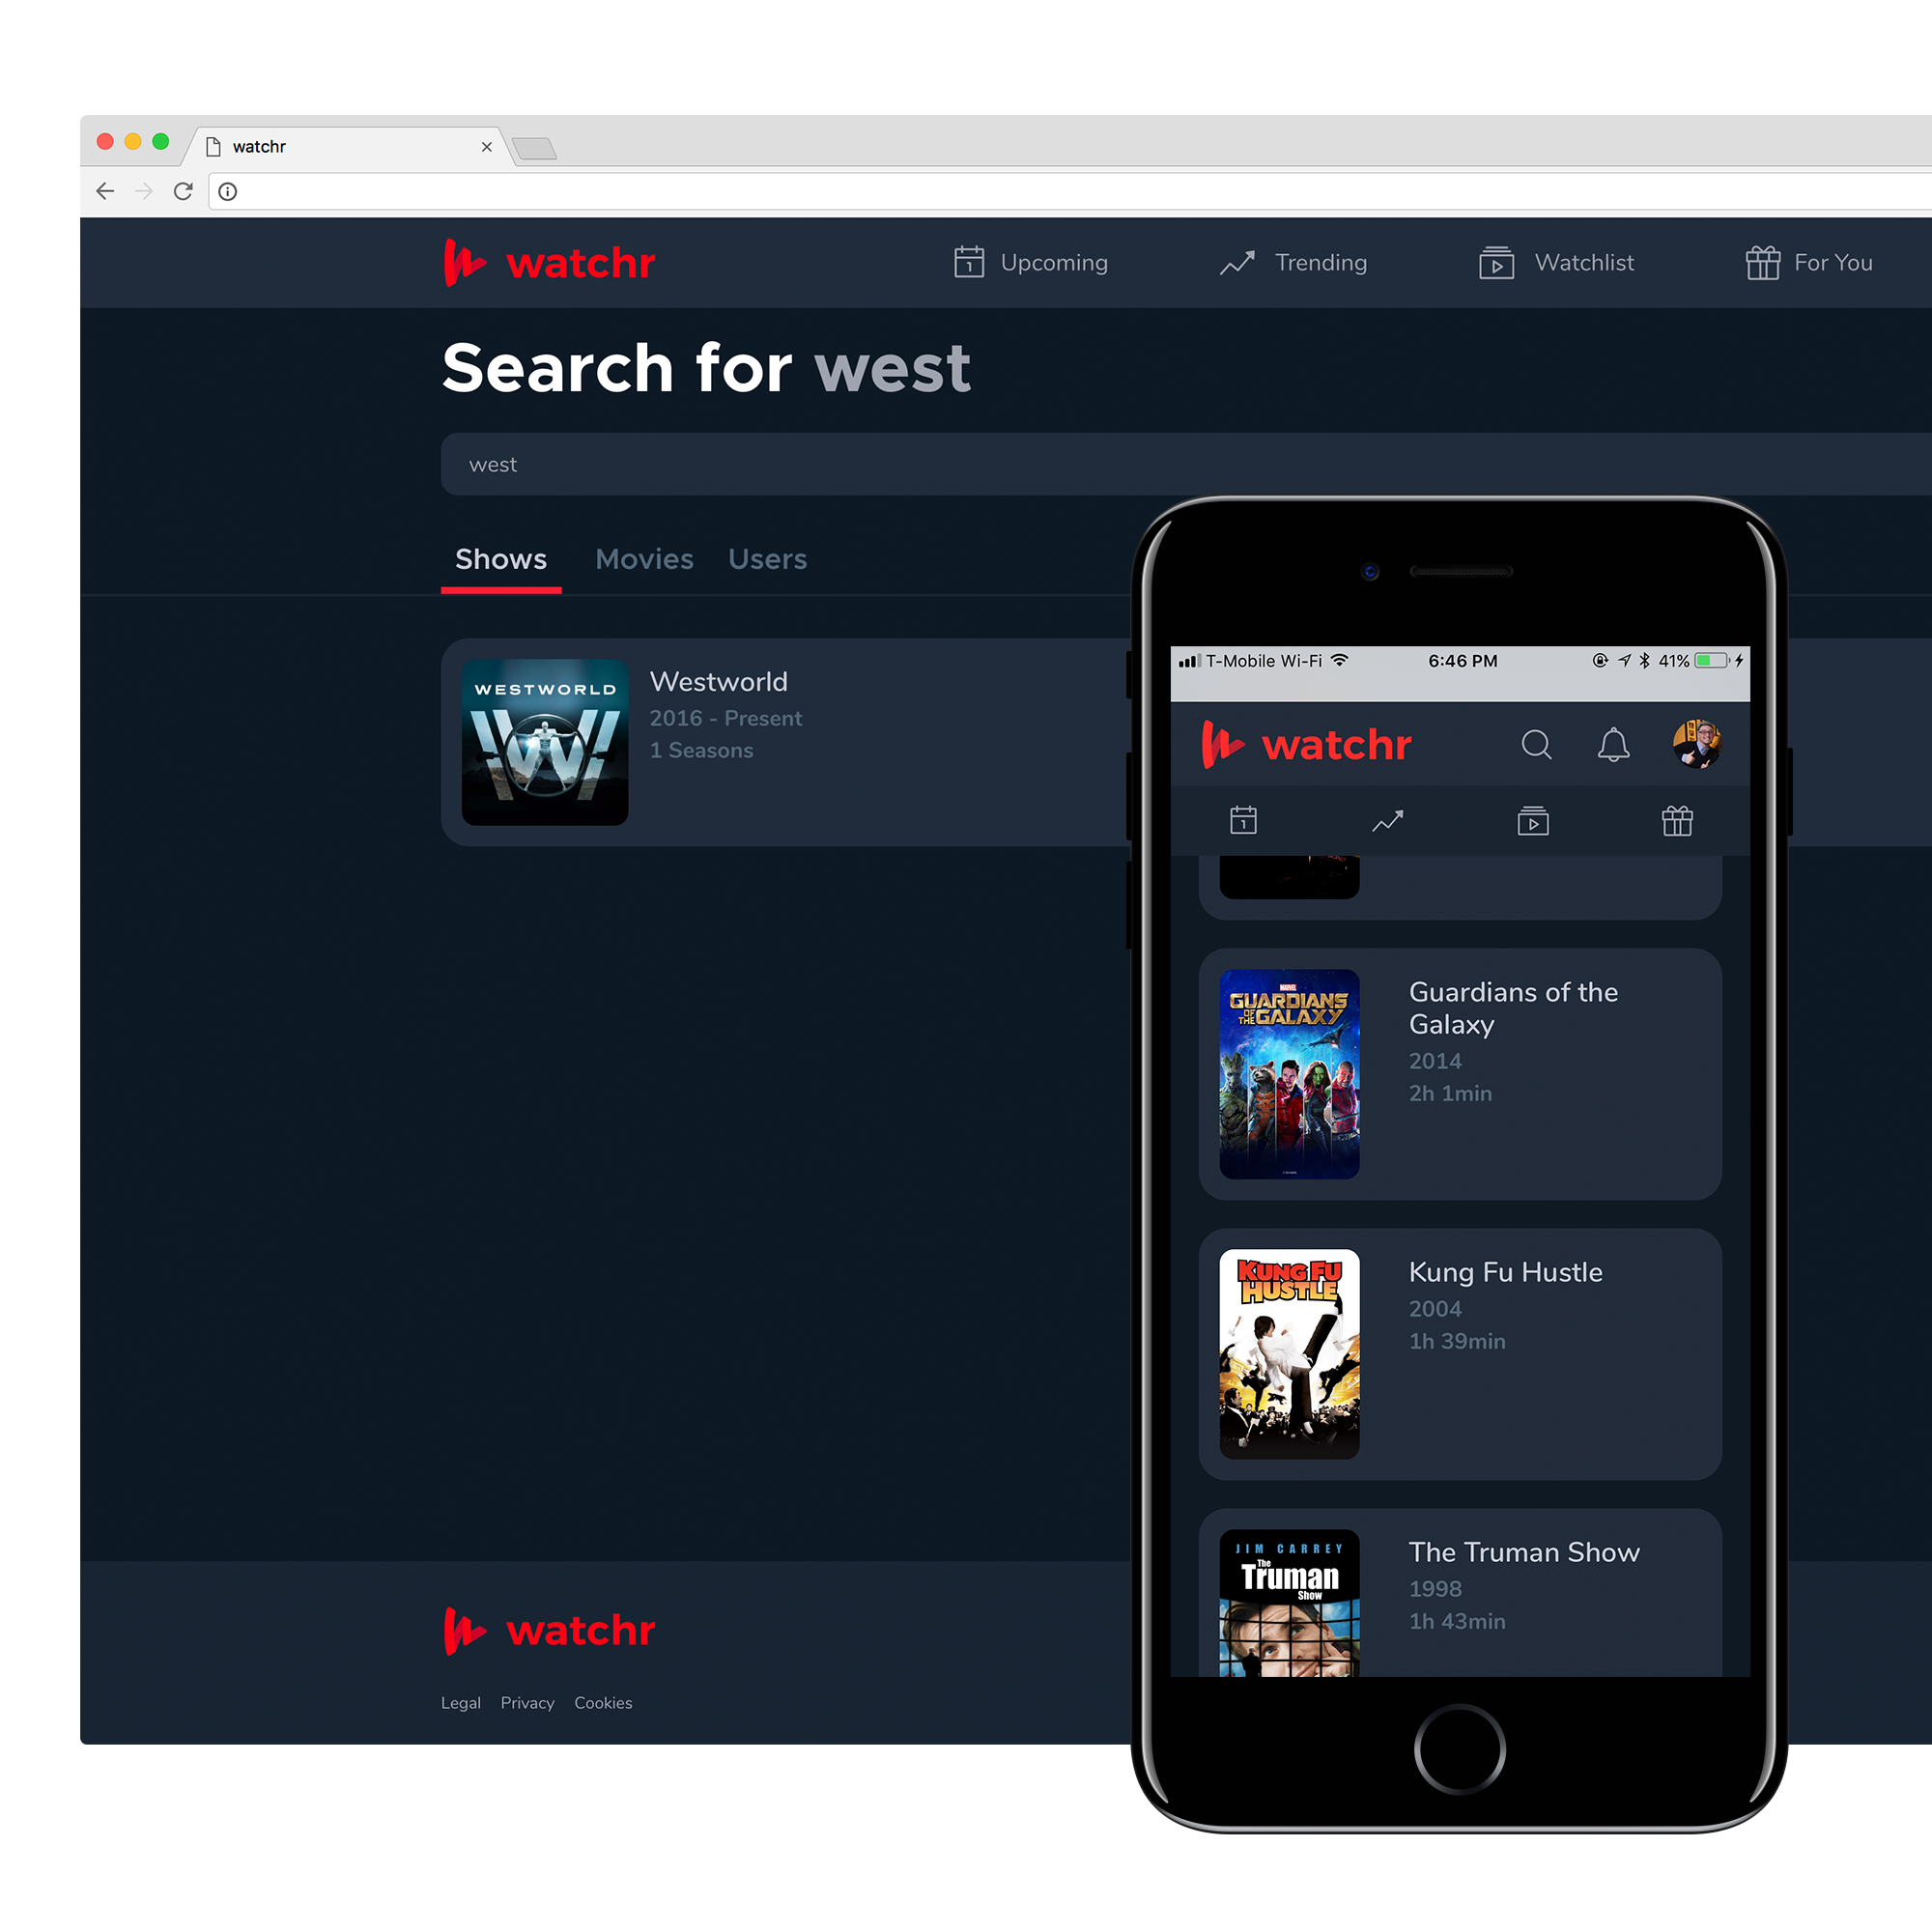 watchr
watchr
1
Upcoming
Trending
Watchlist
For You
Search for west
west
Shows
Movies
Users
WESTWORLD
Westworld
2016 - Present
1 Seasons
T-Mobile Wi-Fi
6:46 PM
41%
watchr
1
MARVEL
GUARDIANS
OF THE GALAXY
Guardians of the
Galaxy
2014
2h 1min
KUNG FU
HUSTLE
Kung Fu Hustle
2004
1h 39min
JIM CARREY
The
Truman
Show
The Truman Show
1998
1h 43min
watchr
Legal Privacy Cookies